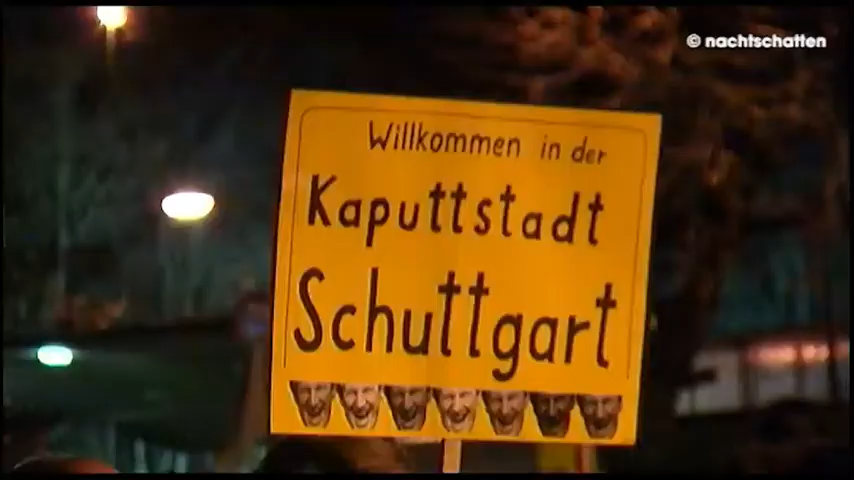 © nachtschatten
Willkommen in der
Kaputtstadt
Schuttgart